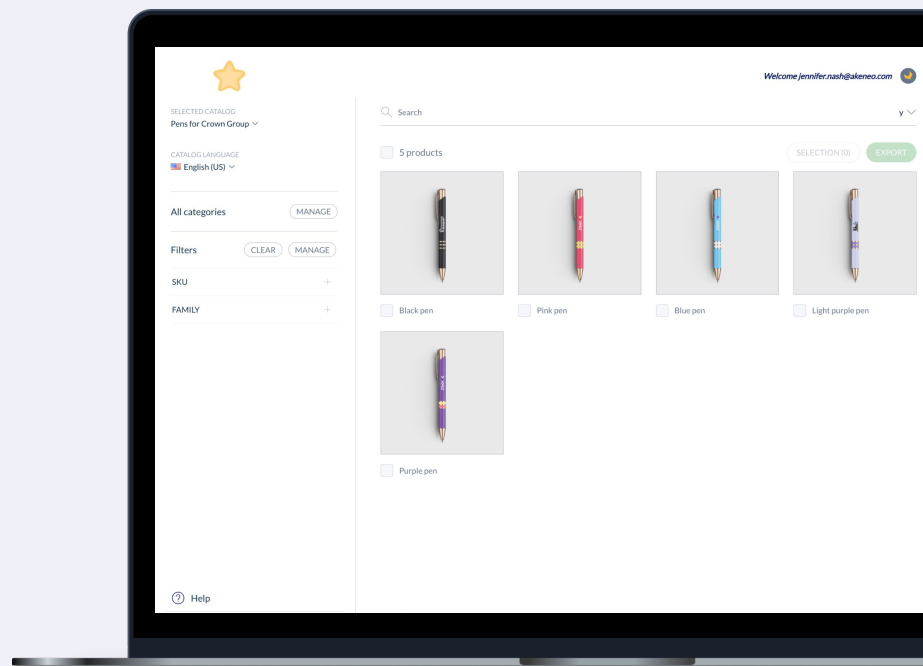 Welcome jennifer.nash@akeneo.com
SELECTED CATALOG
Pens for Crown Group
CATALOG LANGUAGE
English (US)
All categories
MANAGE
Filters
CLEAR
MANAGE
SKU
FAMILY
Help
Search
y
5 products
SELECTION (0)
EXPORT
Black pen
Pink pen
Blue pen
Light purple pen
Purple pen